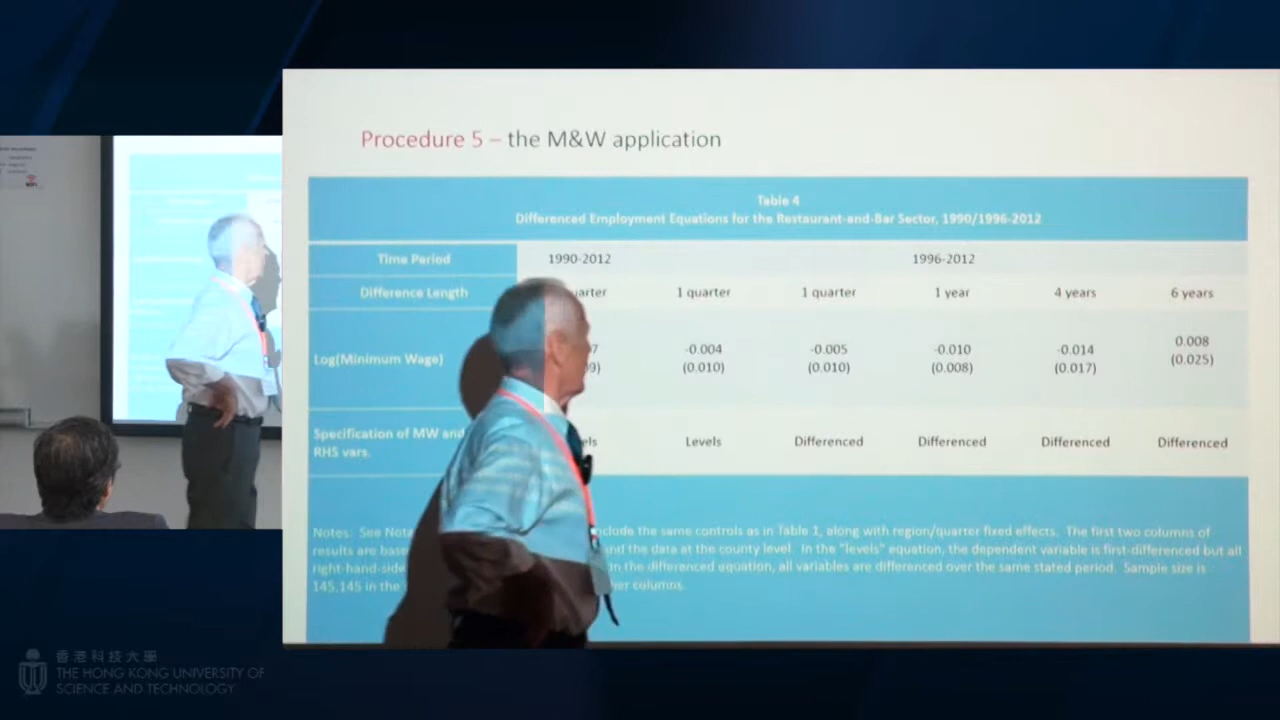 Procedure 5 – the M&W application
Table 4
Differenced Employment Equations for the Restaurant-and-Bar Sector, 1990/1996-2012
Time Period 1990-2012 1996-2012
Difference Length 1 quarter 1 quarter 1 year 4 years 6 years
Log(Minimum Wage) -0.004 -0.005 -0.010 -0.014 0.008
(0.010) (0.010) (0.008) (0.017) (0.025)
Specification of MW and
RHS vars. Levels Differenced Differenced Differenced Differenced
Notes: See include the same controls as in Table 1, along with region/quarter fixed effects. The first two columns of
results are and the data at the county level. In the "levels" equation, the dependent variable is first-differenced but all
right-hand-side in the differenced equation, all variables are differenced over the same stated period. Sample size is
145,145 in the columns.
香港科技大學
THE HONG KONG UNIVERSITY OF
SCIENCE AND TECHNOLOGY